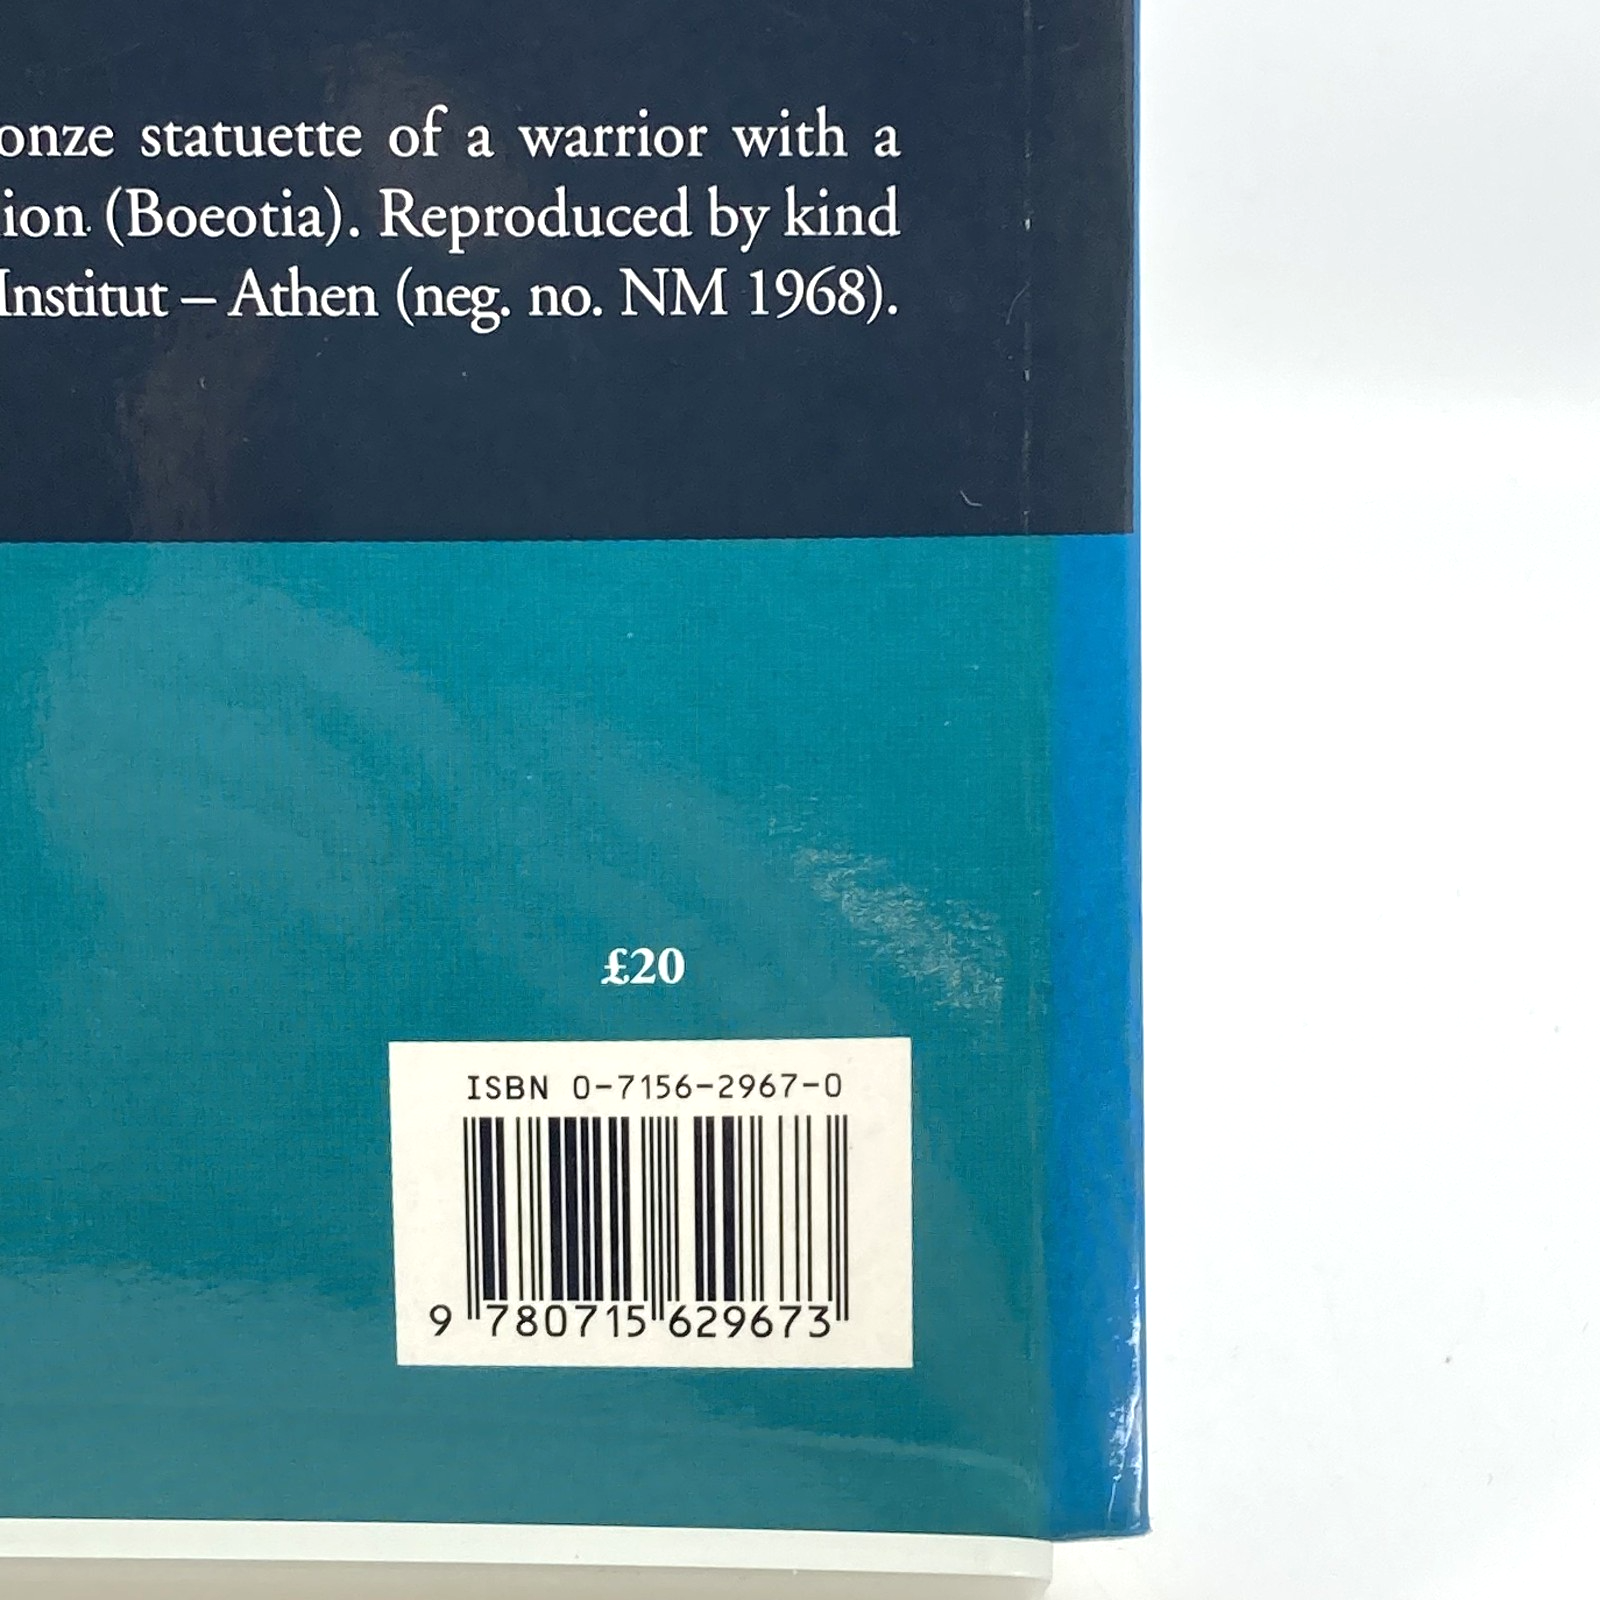 onze statuette of a warrior with a
ion (Boeotia). Reproduced by kind
Institut – Athen (neg. no. NM 1968).
£20
ISBN 0-7156-2967-0
9 780715 629673